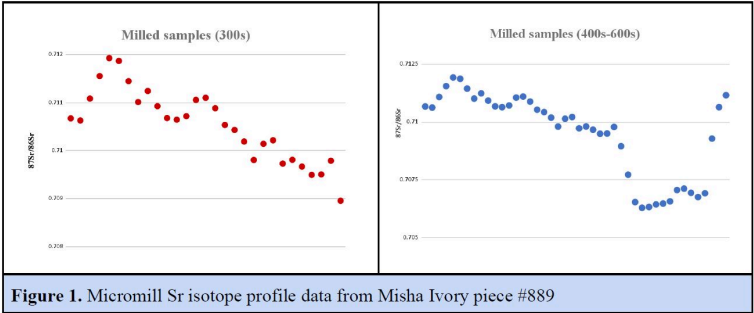 Milled samples (300s)
0.712
0.711
0.71
0.709
0.708
87Sr/86Sr
Milled samples (400s-600s)
0.7125
0.71
0.7075
0.705
87Sr/86Sr
Figure 1. Micromill Sr isotope profile data from Misha Ivory piece #889